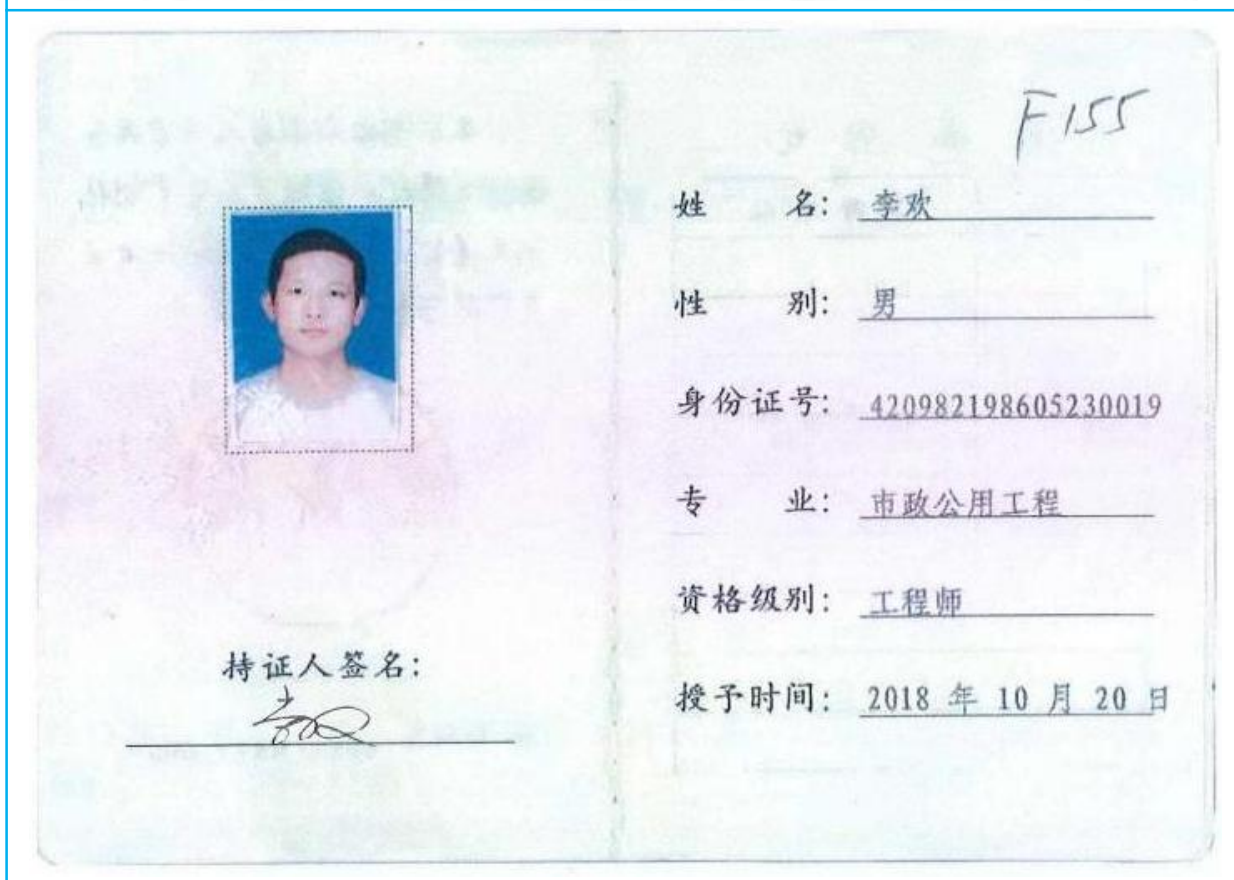 F155
姓 名: 李欢
性 别: 男
身份证号: 420982198605230019
专 业: 市政公用工程
资格级别: 工程师
授予时间: 2018 年 10 月 20 日
持证人签名: